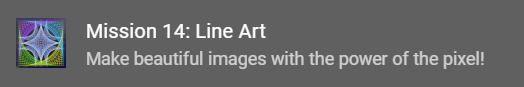 Mission 14: Line Art
Make beautiful images with the power of the pixel!